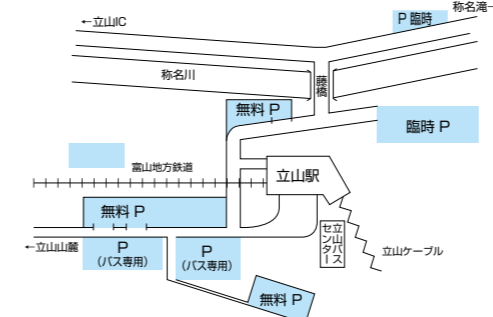 称名滝→
←立山IC
P 臨時
称名川
藤橋
無料 P
臨時 P
富山地方鉄道
立山駅
無料 P
立山バス
センター
立山ケーブル
←立山山麓
P
(バス専用)
P
(バス専用)
無料 P